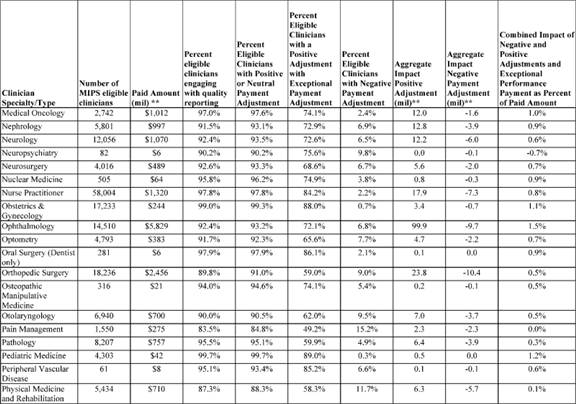 Clinician Specialty/Type | Number of MIPS eligible clinicians | Paid Amount (mil) ** | Percent eligible clinicians engaging with quality reporting | Percent Eligible Clinicians with Positive or Neutral Payment Adjustment | Percent Eligible Clinicians with a Positive Adjustment with Exceptional Payment Adjustment | Percent Eligible Clinicians with Negative Payment Adjustment | Aggregate Impact Positive Adjustment (mil)** | Aggregate Impact Negative Payment Adjustment (mil)** | Combined Impact of Negative and Positive Adjustments and Exceptional Performance Payment as Percent of Paid Amount
Medical Oncology 2,742 $1,012 97.0% 97.6% 74.1% 2.4% 12.0 -1.6 1.0%
Nephrology 5,801 $997 91.5% 93.1% 72.9% 6.9% 12.8 -3.9 0.9%
Neurology 12,056 $1,070 92.4% 93.5% 72.6% 6.5% 12.2 -6.0 0.6%
Neuropsychiatry 82 $6 90.2% 90.2% 75.6% 9.8% 0.0 -0.1 -0.7%
Neurosurgery 4,016 $489 92.6% 93.3% 68.6% 6.7% 5.6 -2.0 0.7%
Nuclear Medicine 505 $64 95.8% 96.2% 74.9% 3.8% 0.8 -0.3 0.9%
Nurse Practitioner 58,004 $1,320 97.8% 97.8% 84.2% 2.2% 17.9 -7.3 0.8%
Obstetrics & Gynecology 17,233 $244 99.0% 99.3% 88.0% 0.7% 3.4 -0.7 1.1%
Ophthalmology 14,510 $5,829 92.4% 93.2% 72.1% 6.8% 99.9 -9.7 1.5%
Optometry 4,793 $383 91.7% 92.3% 65.6% 7.7% 4.7 -2.2 0.7%
Oral Surgery (Dentist only) 281 $6 97.9% 97.9% 86.1% 2.1% 0.1 0.0 0.9%
Orthopedic Surgery 18,236 $2,456 89.8% 91.0% 59.0% 9.0% 23.8 -10.4 0.5%
Osteopathic Manipulative Medicine 316 $21 94.0% 94.6% 74.1% 5.4% 0.2 -0.1 0.5%
Otolaryngology 6,940 $700 90.0% 90.5% 62.0% 9.5% 7.0 -3.7 0.5%
Pain Management 1,550 $275 83.5% 84.8% 49.2% 15.2% 2.3 -2.3 0.0%
Pathology 8,207 $757 95.5% 95.1% 59.9% 4.9% 6.4 -3.9 0.3%
Pediatric Medicine 4,303 $42 99.7% 99.7% 89.0% 0.3% 0.5 0.0 1.2%
Peripheral Vascular Disease 61 $8 95.1% 93.4% 85.2% 6.6% 0.1 -0.1 0.6%
Physical Medicine and Rehabilitation 5,434 $710 87.3% 88.3% 58.3% 11.7% 6.3 -5.7 0.1%